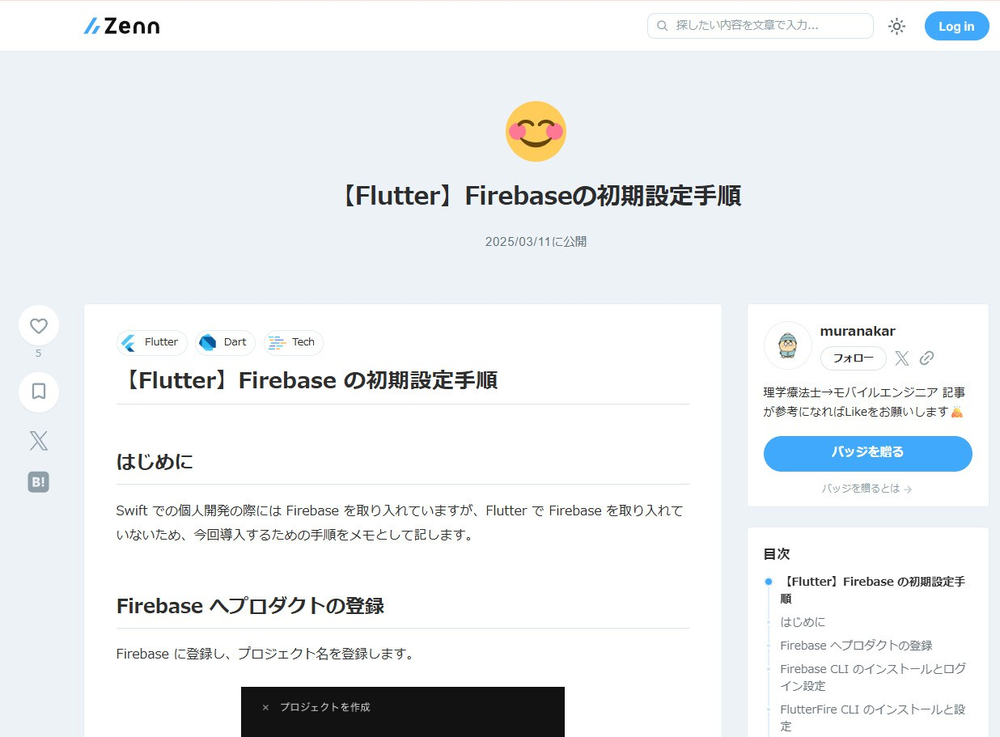 Zenn
探したい内容を文章で入力...
Log in
【Flutter】Firebaseの初期設定手順
2025/03/11に公開
5
B!
Flutter
Dart
Tech
【Flutter】Firebase の初期設定手順
はじめに
Swift での個人開発の際には Firebase を取り入れていますが、Flutter で Firebase を取り入れて
いないため、今回導入するための手順をメモとして記します。
Firebase へプロダクトの登録
Firebase に登録し、プロジェクト名を登録します。
× プロジェクトを作成
muranakar
フォロー
理学療法士→モバイルエンジニア 記事
が参考になればLikeをお願いします🙏
バッジを贈る
バッジを贈るとは →
目次
【Flutter】Firebase の初期設定手
順
はじめに
Firebase へプロダクトの登録
Firebase CLI のインストールとログ
イン設定
FlutterFire CLI のインストールと設
定